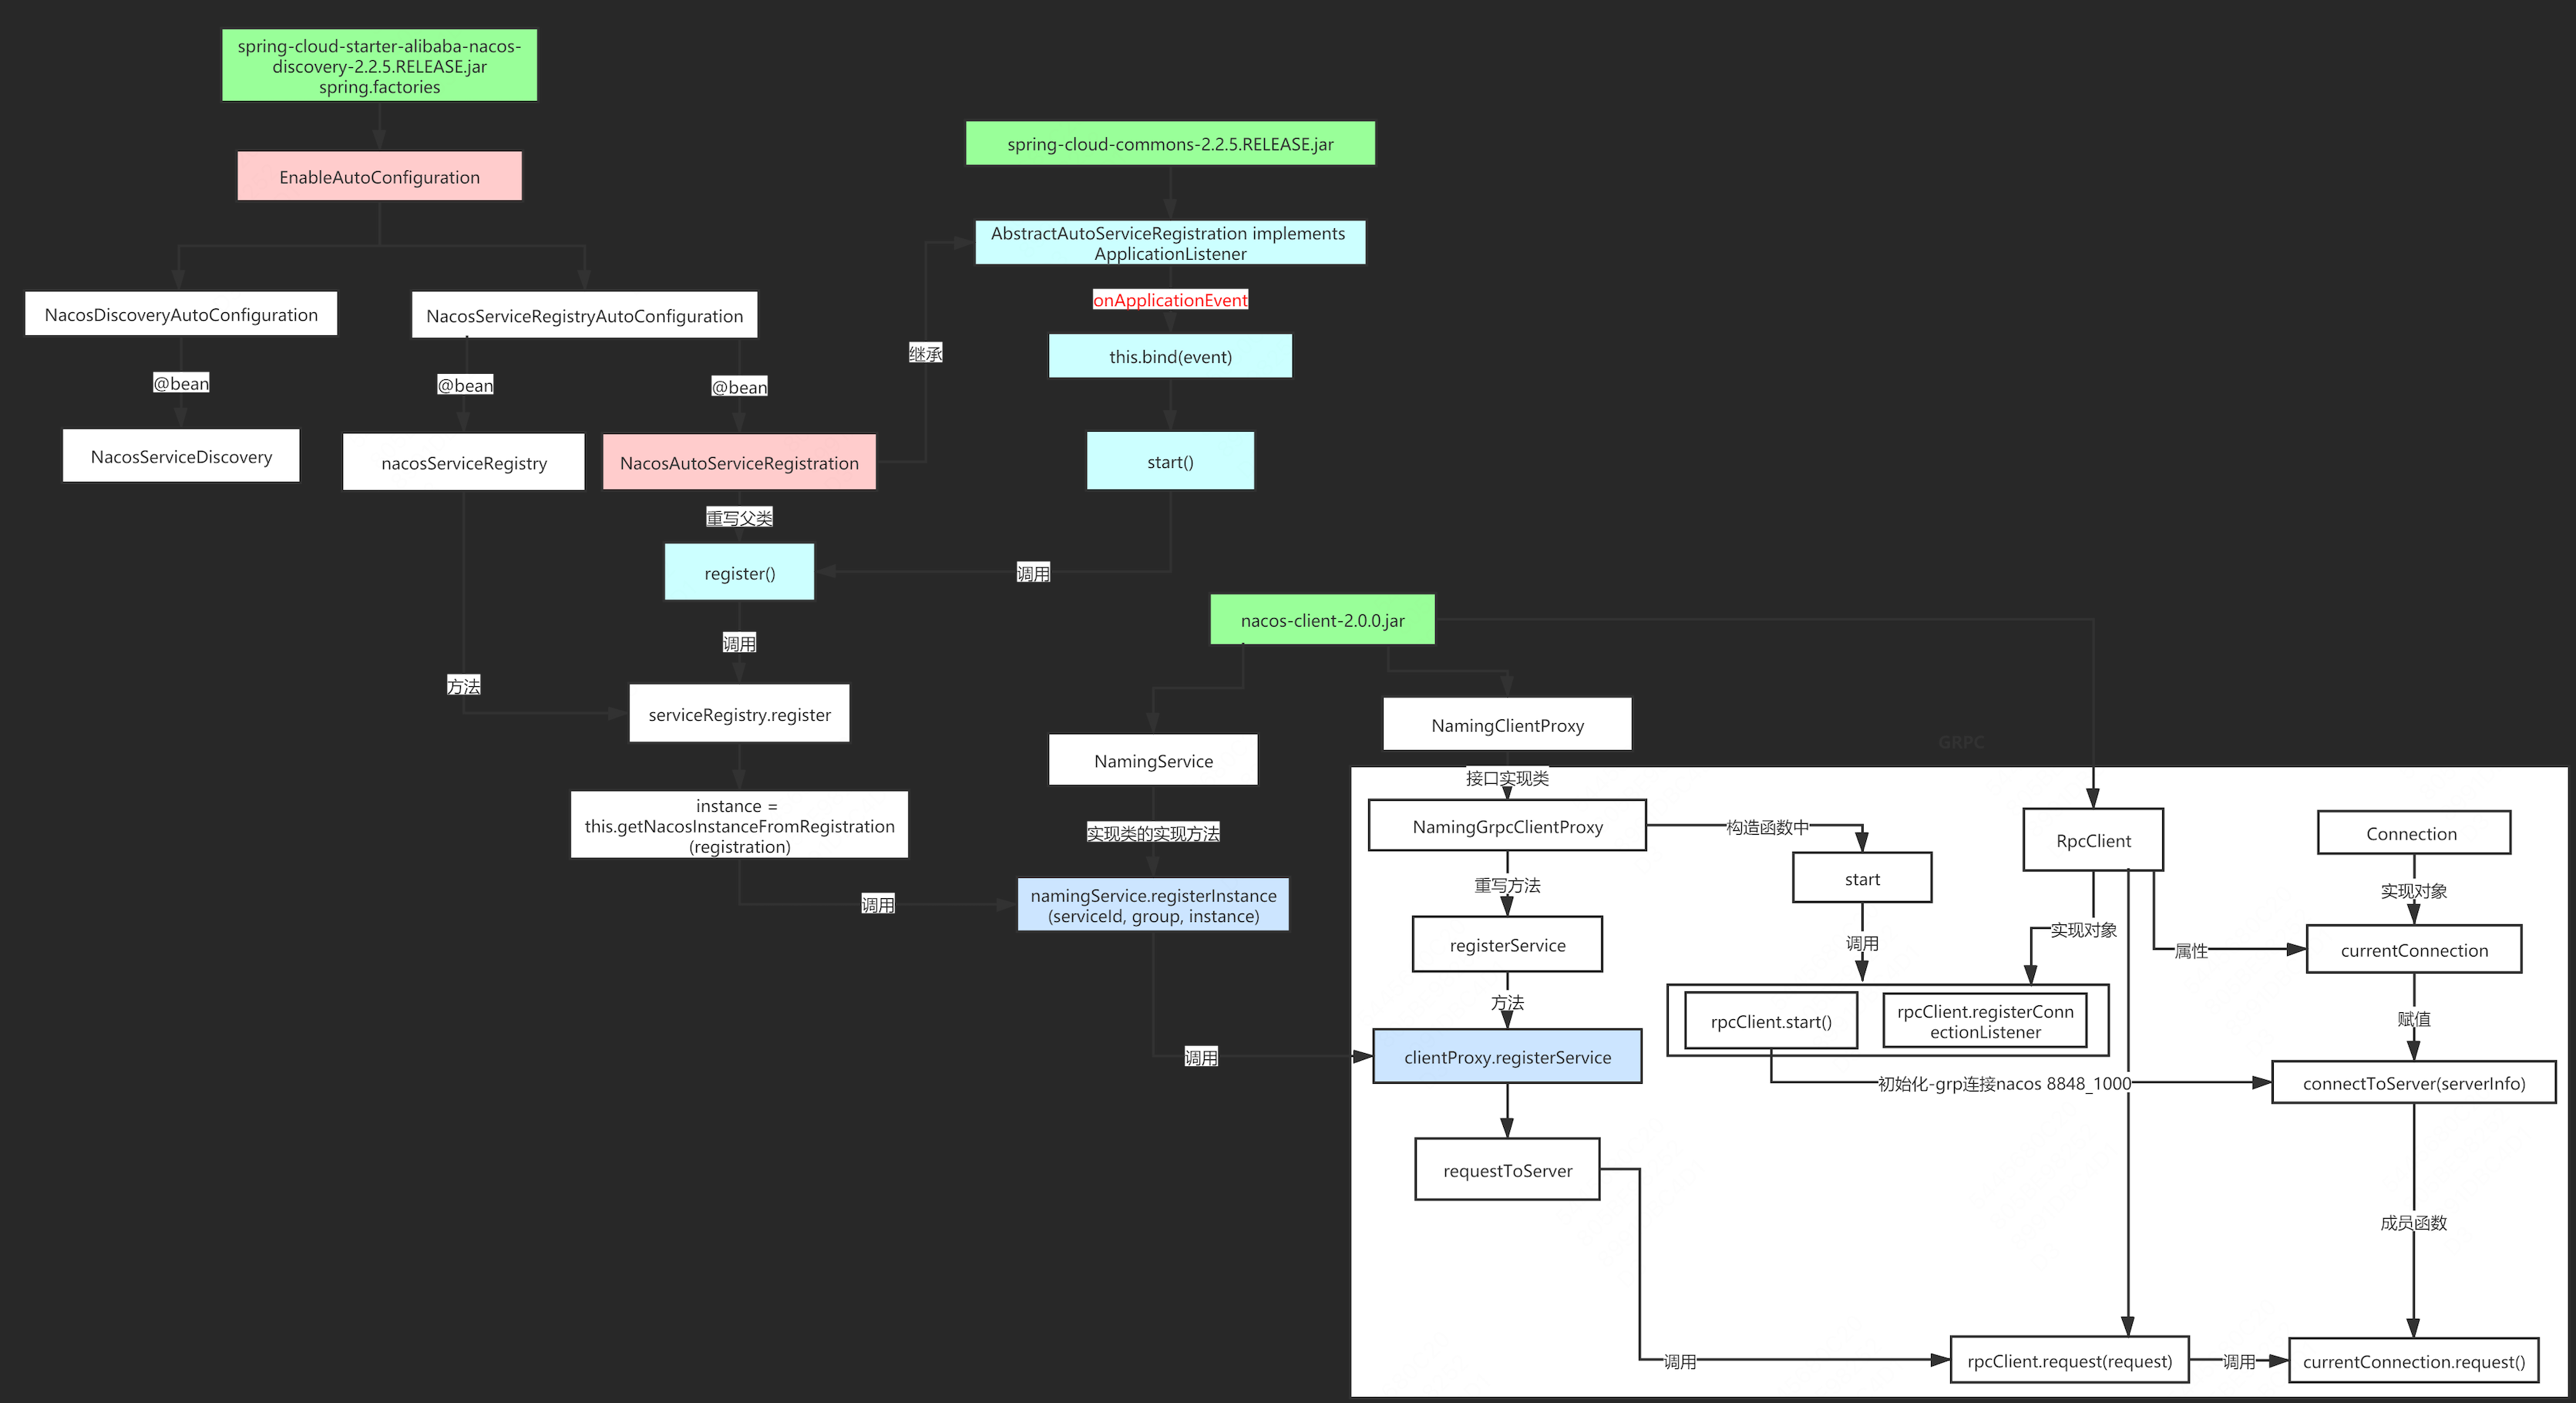 spring-cloud-starter-alibaba-nacos-
discovery-2.2.5.RELEASE.jar
spring.factories
EnableAutoConfiguration
NacosDiscoveryAutoConfiguration
NacosServiceRegistryAutoConfiguration
@bean
@bean
@bean
NacosServiceDiscovery
nacosServiceRegistry
NacosAutoServiceRegistration
继承
重写父类
register()
调用
方法
serviceRegistry.register
instance =
this.getNacosInstanceFromRegistration
(registration)
调用
spring-cloud-commons-2.2.5.RELEASE.jar
AbstractAutoServiceRegistration implements
ApplicationListener
onApplicationEvent
this.bind(event)
start()
调用
nacos-client-2.0.0.jar
NamingService
实现类的实现方法
namingService.registerInstance
(serviceId, group, instance)
调用
NamingClientProxy
GRPC
接口实现类
NamingGrpcClientProxy
构造函数中
start
重写方法
registerService
调用
方法
clientProxy.registerService
rpcClient.start()
rpcClient.registerConn
ectionListener
requestToServer
RpcClient
实现对象
属性
Connection
实现对象
currentConnection
赋值
初始化-grp连接nacos 8848_1000
connectToServer(serverInfo)
成员函数
调用
rpcClient.request(request)
调用
currentConnection.request()